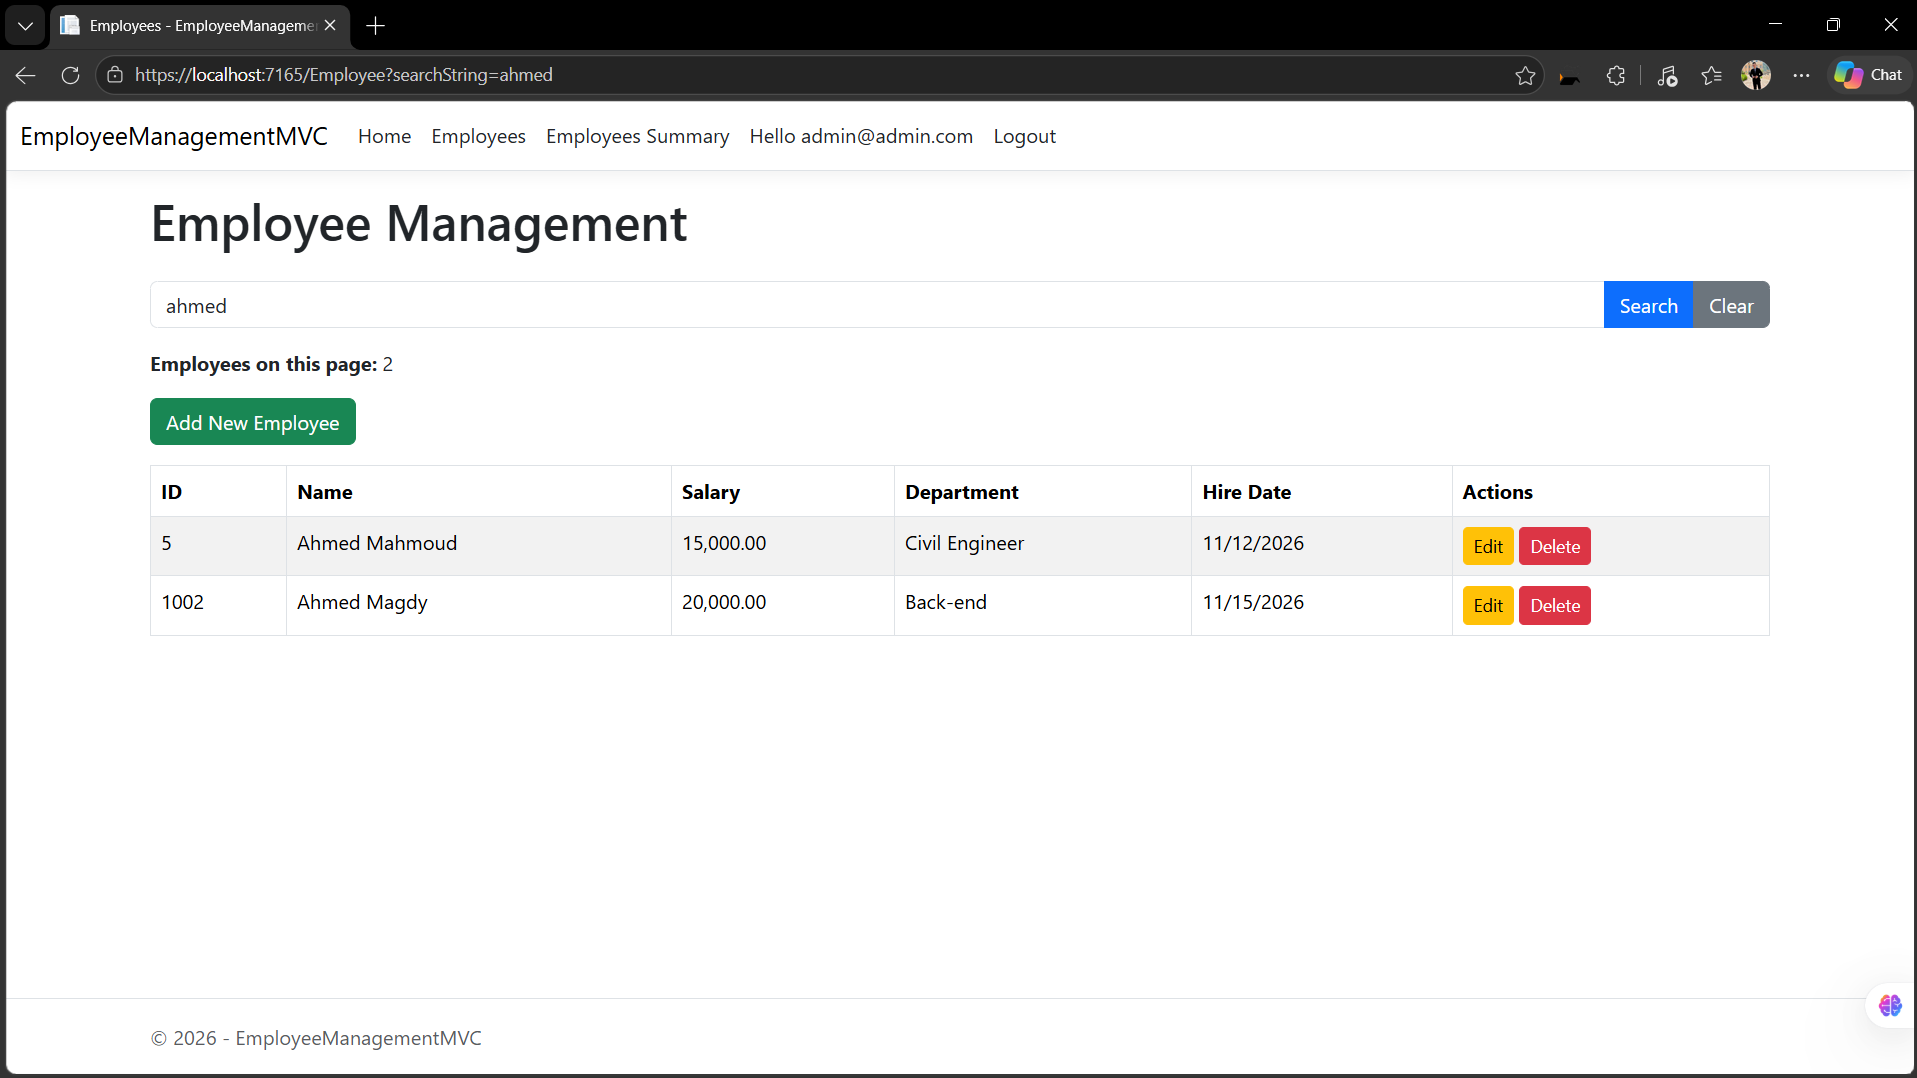 Employees - EmployeeManageme
https://localhost:7165/Employee?searchString=ahmed
Chat
EmployeeManagementMVC Home Employees Employees Summary Hello admin@admin.com Logout
Employee Management
ahmed Search Clear
Employees on this page: 2
Add New Employee
ID Name Salary Department Hire Date Actions
5 Ahmed Mahmoud 15,000.00 Civil Engineer 11/12/2026 Edit Delete
1002 Ahmed Magdy 20,000.00 Back-end 11/15/2026 Edit Delete
© 2026 - EmployeeManagementMVC